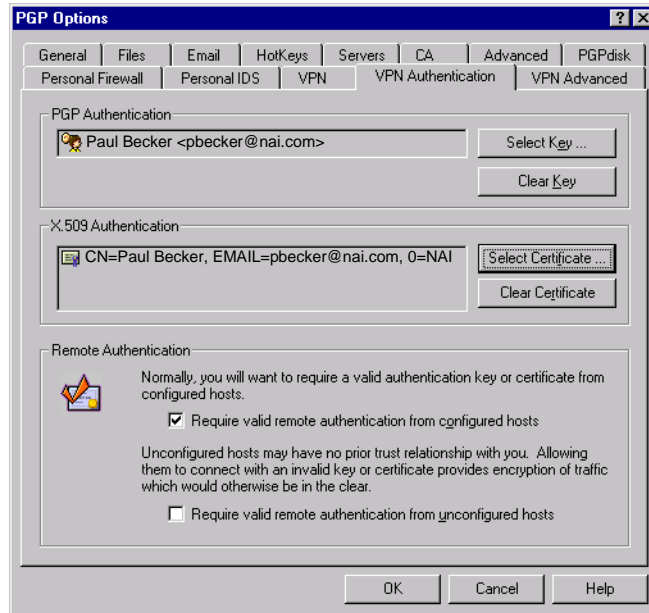 PGP Options
General Files Email HotKeys Servers CA Advanced PGPdisk
Personal Firewall Personal IDS VPN VPN Authentication VPN Advanced
PGP Authentication
Paul Becker <pbecker@nai.com>
Select Key ...
Clear Key
X.509 Authentication
CN=Paul Becker, EMAIL=pbecker@nai.com, 0=NAI
Select Certificate ...
Clear Certificate
Remote Authentication
Normally, you will want to require a valid authentication key or certificate from
configured hosts.
Require valid remote authentication from configured hosts
Unconfigured hosts may have no prior trust relationship with you. Allowing
them to connect with an invalid key or certificate provides encryption of traffic
which would otherwise be in the clear.
Require valid remote authentication from unconfigured hosts
OK Cancel Help